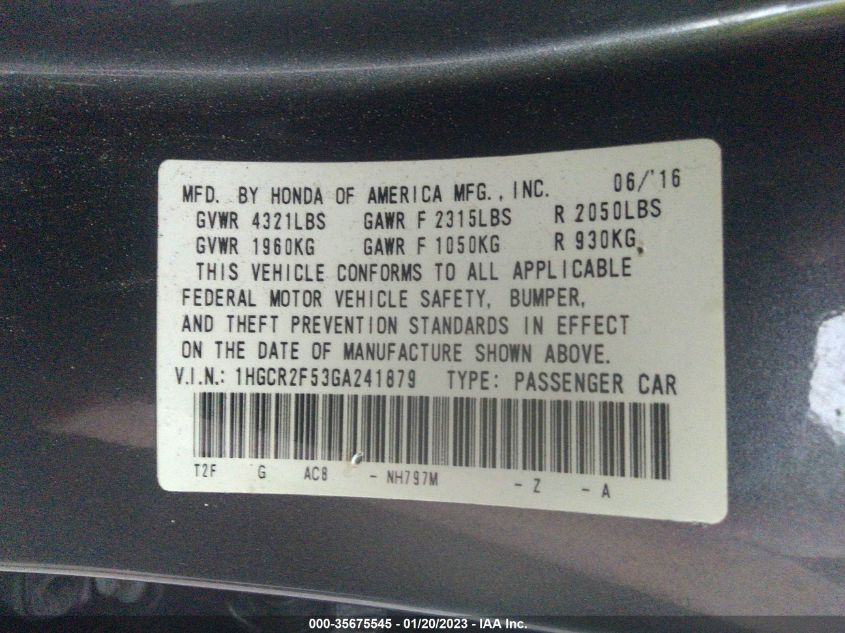 MFD. BY HONDA OF AMERICA MFG., INC. 06/'16
GVWR 4321LBS GAWR F 2315LBS R 2050LBS
GVWR 1960KG GAWR F 1050KG R 930KG
THIS VEHICLE CONFORMS TO ALL APPLICABLE
FEDERAL MOTOR VEHICLE SAFETY, BUMPER,
AND THEFT PREVENTION STANDARDS IN EFFECT
ON THE DATE OF MANUFACTURE SHOWN ABOVE.
V.I.N.: 1HGCR2F53GA241879 TYPE: PASSENGER CAR
T2F G AC8 - NH797M - Z - A
000-35675545 - 01/20/2023 - IAA Inc.